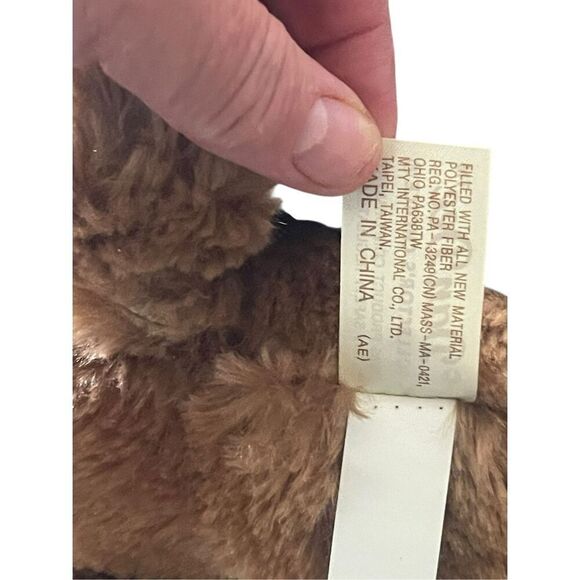 FILLED WITH ALL NEW MATERIAL
POLYESTER FIBER
REG. NO. PA-13249(CN) MASS-MA-0421,
OHIO PA638TW
MTY INTERNATIONAL CO., LTD.
TAIPEI, TAIWAN.
MADE IN CHINA (AE)